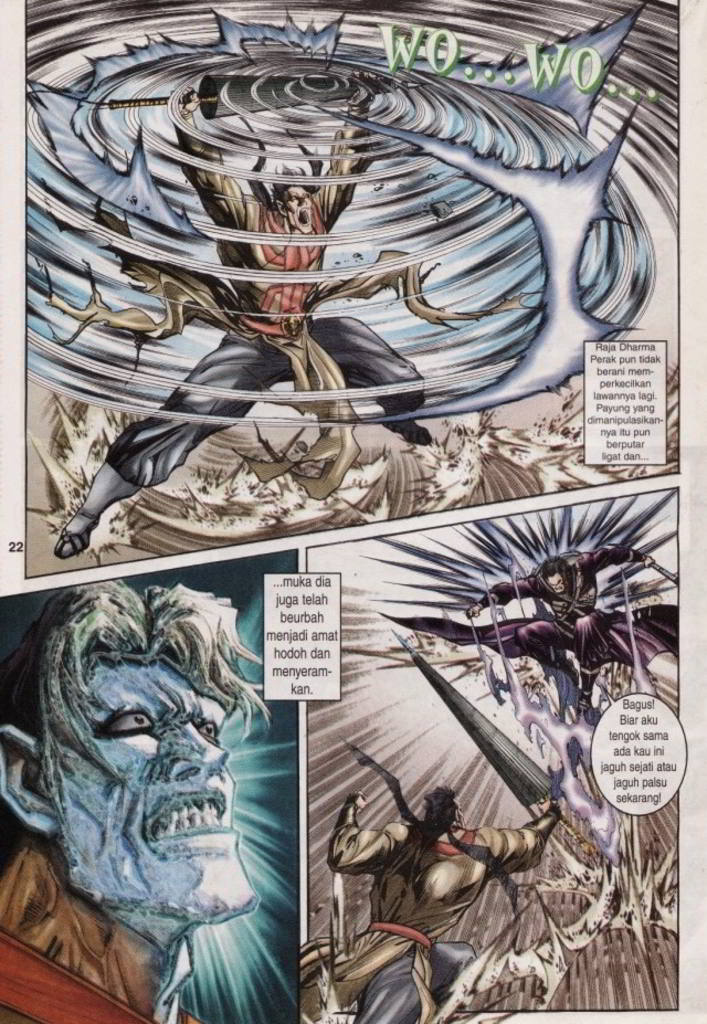 WO...WO...
Raja Dharma
Perak pun tidak
berani mem-
perkecilkan
lawannya lagi.
Payung yang
dimanipulasikan-
nya itu pun
berputar
ligat dan...
22
...muka dia
juga telah
beurbah
menjadi amat
hodoh dan
menyeram-
kan.
Bagus!
Biar aku
tengok sama
ada kau ini
jaguh sejati atau
jaguh palsu
sekarang!